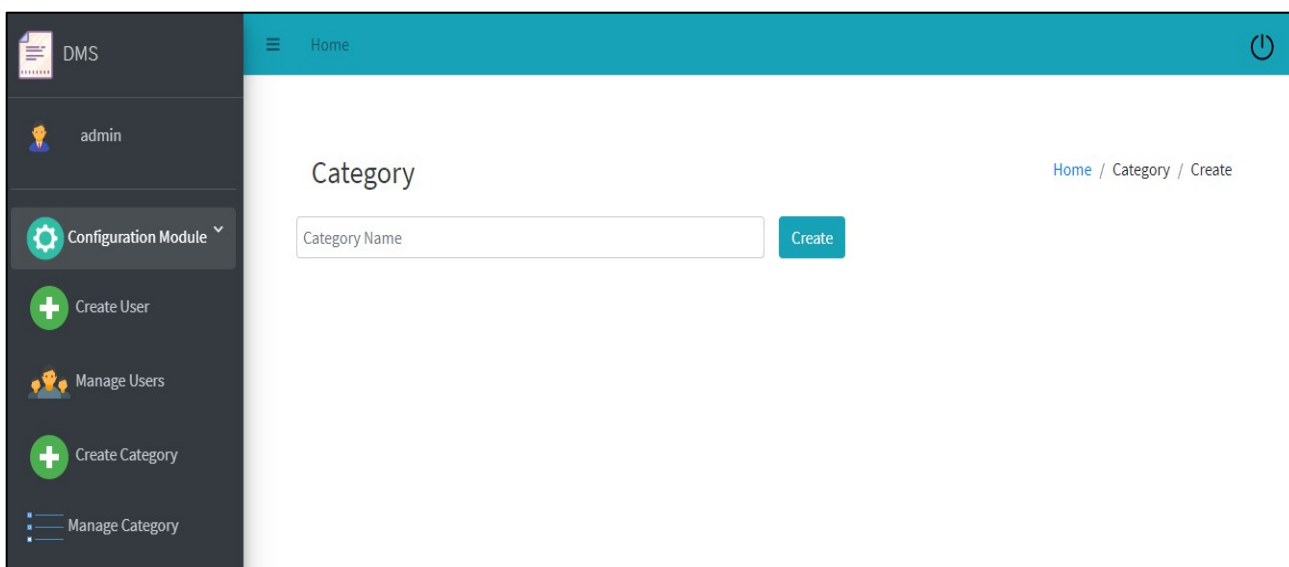 DMS
Home
admin
Category
Home / Category / Create
Configuration Module
Category Name
Create
Create User
Manage Users
Create Category
Manage Category